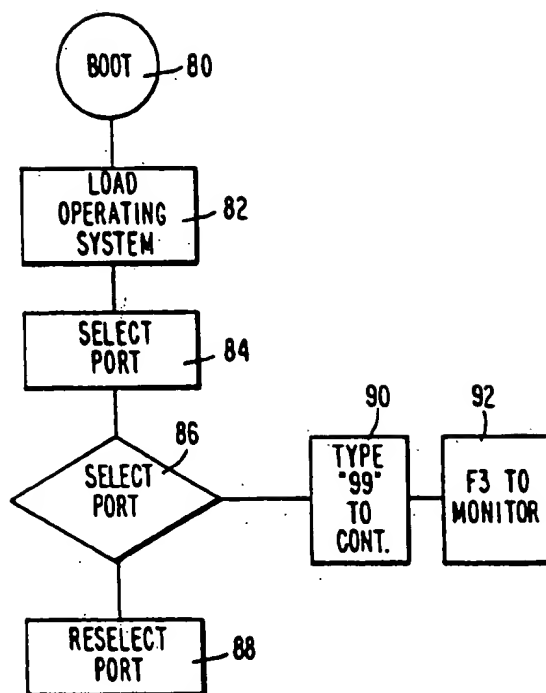 BOOT
80
LOAD
OPERATING
SYSTEM
82
SELECT
PORT
84
86
SELECT
PORT
90
TYPE
"99"
TO
CONT.
92
F3 TO
MONITOR
RESELECT
PORT
88